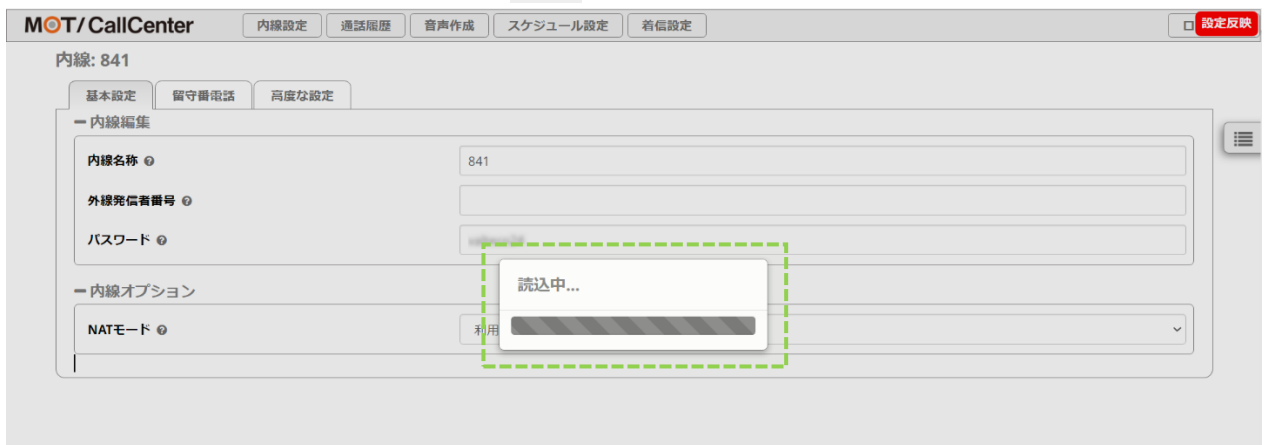 MOT/CallCenter 内線設定 通話履歴 音声作成 スケジュール設定 着信設定 設定反映
内線: 841
基本設定 留守番電話 高度な設定
内線編集
内線名称 841
外線発信者番号
パスワード
読込中...
内線オプション
NATモード 利用